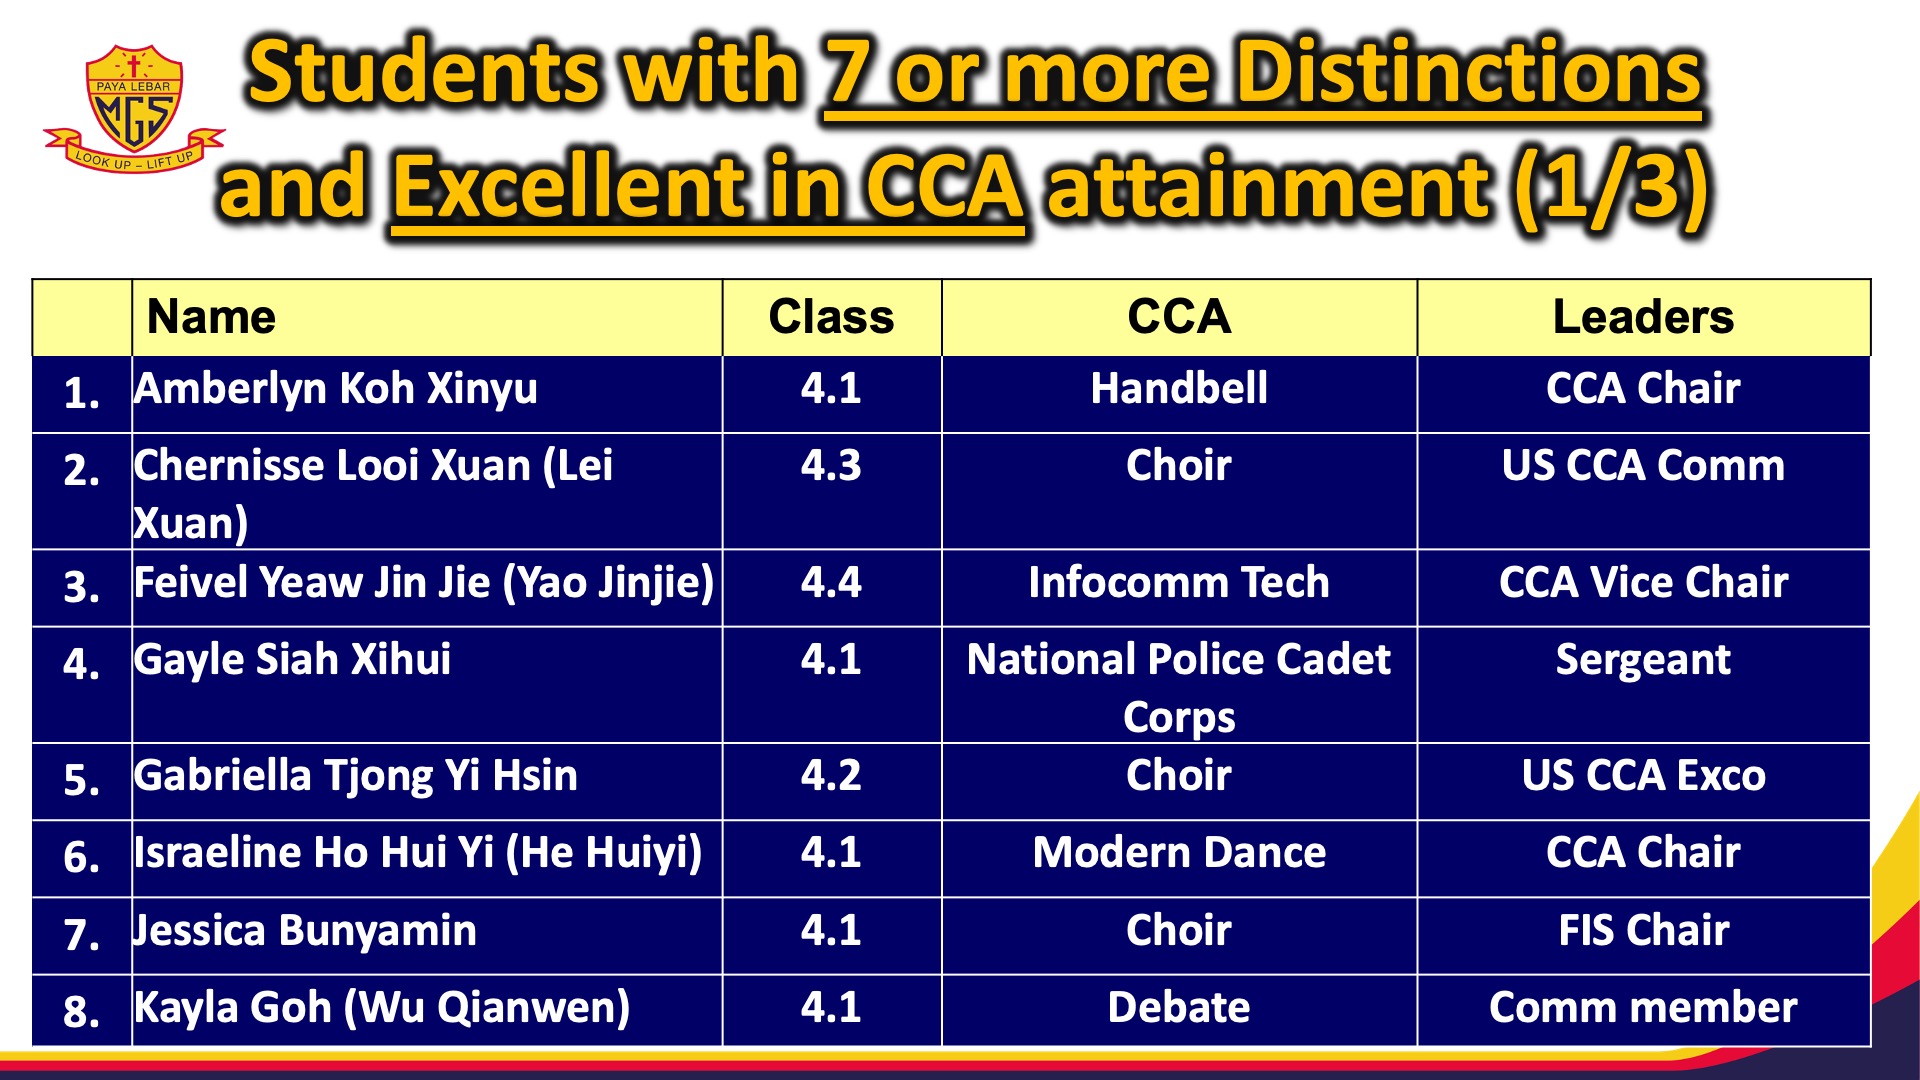 PAYA LEBAR
MGS
LOOK UP – LIFT UP
Students with 7 or more Distinctions
and Excellent in CCA attainment (1/3)
Name Class CCA Leaders
1. Amberlyn Koh Xinyu 4.1 Handbell CCA Chair
2. Chernisse Looi Xuan (Lei 4.3 Choir US CCA Comm
Xuan)
3. Feivel Yeaw Jin Jie (Yao Jinjie) 4.4 Infocomm Tech CCA Vice Chair
4. Gayle Siah Xihui 4.1 National Police Cadet Sergeant
Corps
5. Gabriella Tjong Yi Hsin 4.2 Choir US CCA Exco
6. Israeline Ho Hui Yi (He Huiyi) 4.1 Modern Dance CCA Chair
7. Jessica Bunyamin 4.1 Choir FIS Chair
8. Kayla Goh (Wu Qianwen) 4.1 Debate Comm member